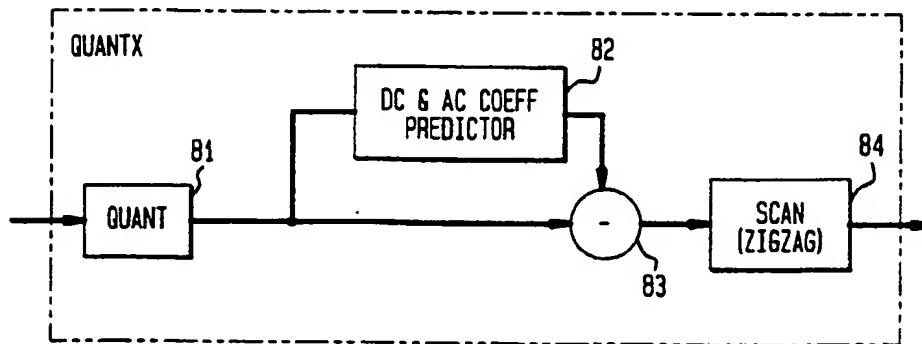 QUANTX
82
DC & AC COEFF
PREDICTOR
81
QUANT
-
83
84
SCAN
(ZIGZAG)